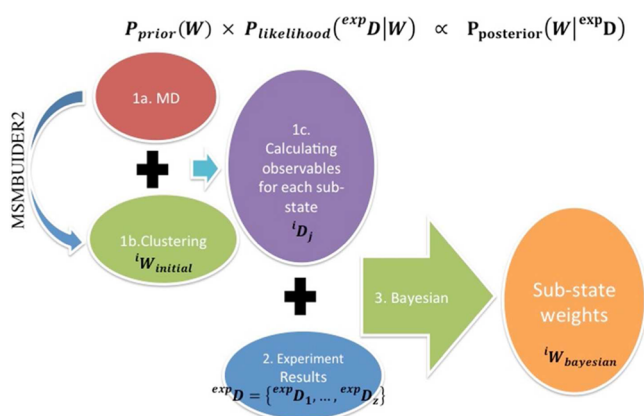 P_prior(W) × P_likelihood(^exp D|W) ∝ P_posterior(W|^exp D)
MSMBUIDER2
1a. MD
1b.Clustering
^i W_initial
1c.
Calculating
observables
for each sub-
state
^i D_j
2. Experiment
Results
^exp D = {^exp D_1, ..., ^exp D_z}
3. Bayesian
Sub-state
weights
^i W_bayesian